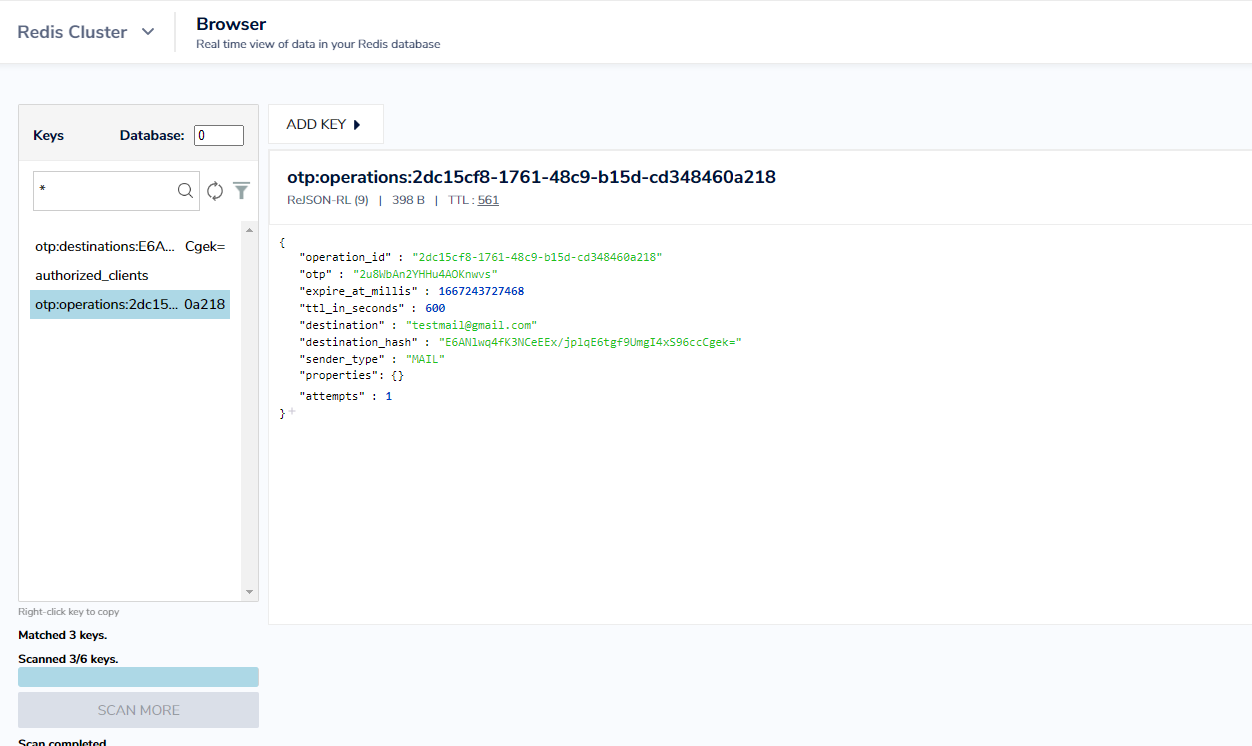 Redis Cluster
Browser
Real time view of data in your Redis database
Keys Database: 0
*
otp:destinations:E6A... Cgek=
authorized_clients
otp:operations:2dc15... 0a218
Right-click key to copy
Matched 3 keys.
Scanned 3/6 keys.
SCAN MORE
Scan completed
ADD KEY
otp:operations:2dc15cf8-1761-48c9-b15d-cd348460a218
ReJSON-RL (9) | 398 B | TTL : 561
{
"operation_id" : "2dc15cf8-1761-48c9-b15d-cd348460a218"
"otp" : "2u8WbAn2YHHu4AOKnwvs"
"expire_at_millis" : 1667243727468
"ttl_in_seconds" : 600
"destination" : "testmail@gmail.com"
"destination_hash" : "E6ANlwq4fK3NCeEEx/jplqE6tgf9UmgI4xS96ccCgek="
"sender_type" : "MAIL"
"properties": {}
"attempts" : 1
} +